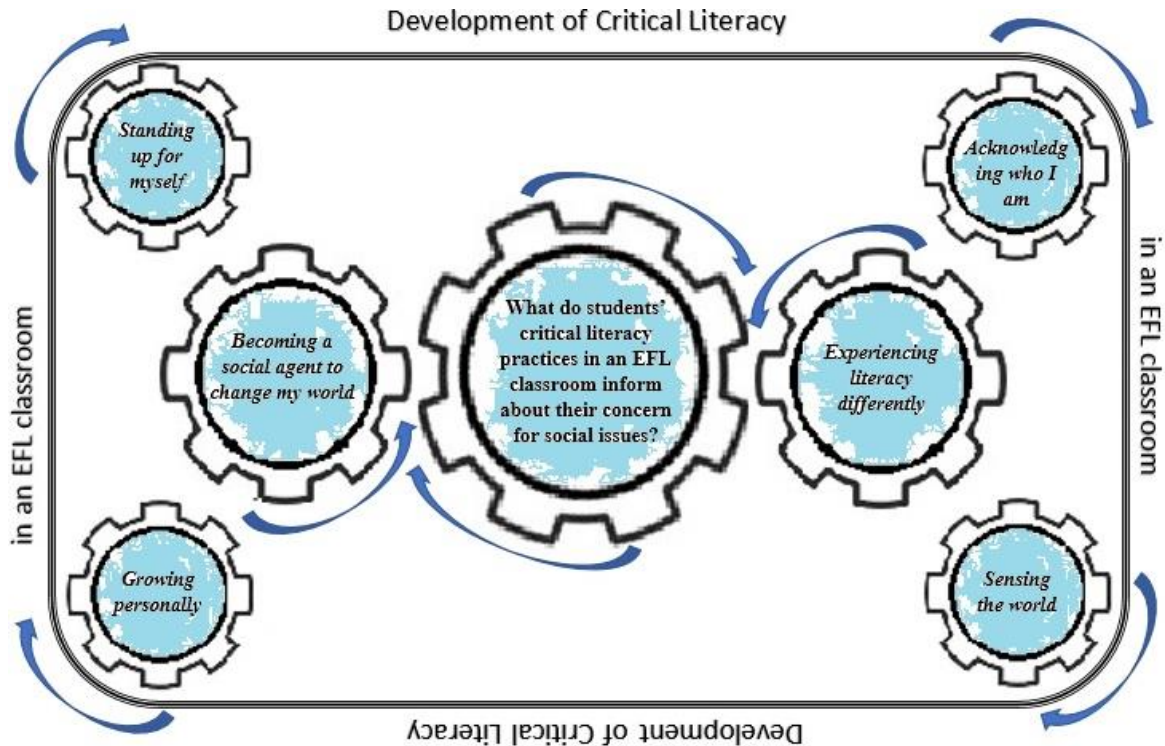 Development of Critical Literacy
Standing
up for
myself
Acknowledg
ing who I
am
in an EFL classroom
Becoming a
social agent to
change my world
What do students’
critical literacy
practices in an EFL
classroom inform
about their concern
for social issues?
Experiencing
literacy
differently
in an EFL classroom
Growing
personally
Sensing
the world
Development of Critical Literacy